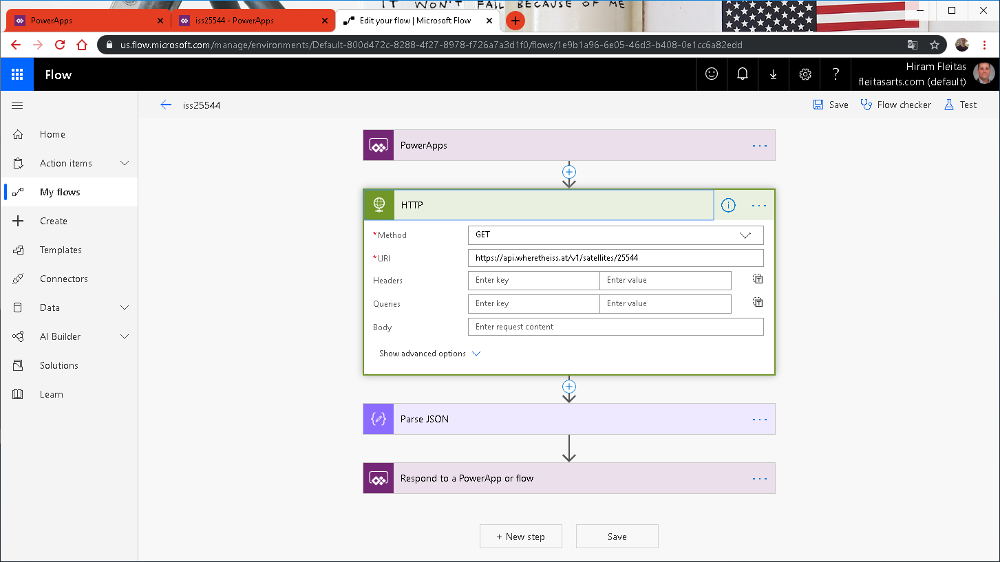 IT WON'T FAIL BECAUSE OF ME
PowerApps
iss25544 - PowerApps
Edit your flow | Microsoft Flow
us.flow.microsoft.com/manage/environments/Default-800d472c-8288-4f27-8978-f726a7a3d1f0/flows/1e9b1a96-6e05-46d3-b408-0e1cc6a82edd
Flow
?
Hiram Fleitas
fleitasarts.com (default)
iss25544
Save
Flow checker
Test
Home
Action items
My flows
Create
Templates
Connectors
Data
AI Builder
Solutions
Learn
PowerApps
HTTP
*Method
GET
*URI
https://api.wheretheiss.at/v1/satellites/25544
Headers
Enter key
Enter value
Queries
Enter key
Enter value
Body
Enter request content
Show advanced options
Parse JSON
Respond to a PowerApp or flow
+ New step
Save